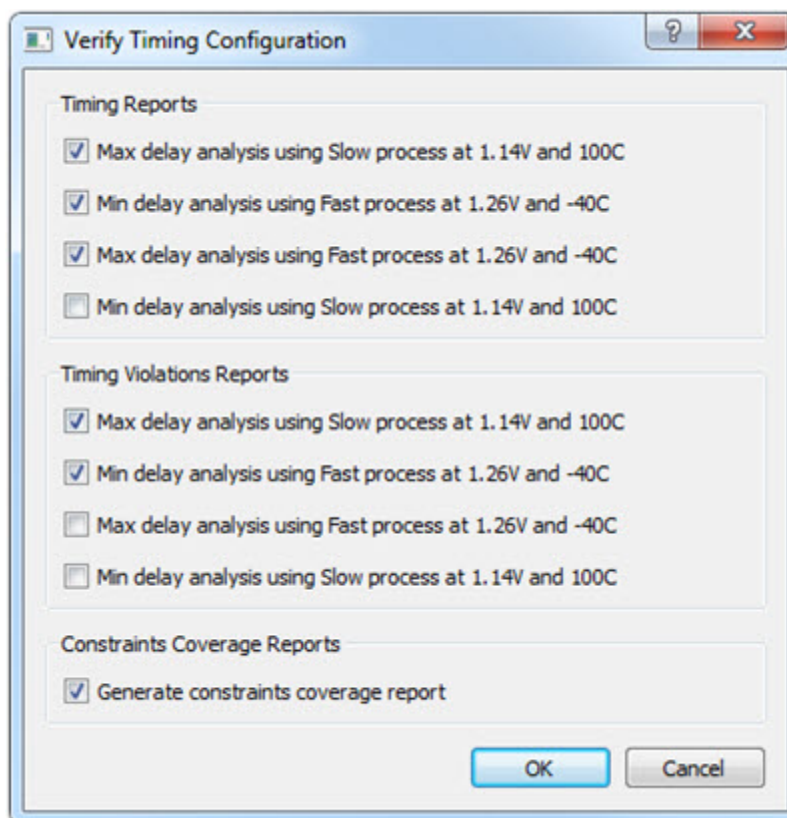 Verify Timing Configuration
Timing Reports
Max delay analysis using Slow process at 1.14V and 100C
Min delay analysis using Fast process at 1.26V and -40C
Max delay analysis using Fast process at 1.26V and -40C
Min delay analysis using Slow process at 1.14V and 100C
Timing Violations Reports
Max delay analysis using Slow process at 1.14V and 100C
Min delay analysis using Fast process at 1.26V and -40C
Max delay analysis using Fast process at 1.26V and -40C
Min delay analysis using Slow process at 1.14V and 100C
Constraints Coverage Reports
Generate constraints coverage report
OK Cancel